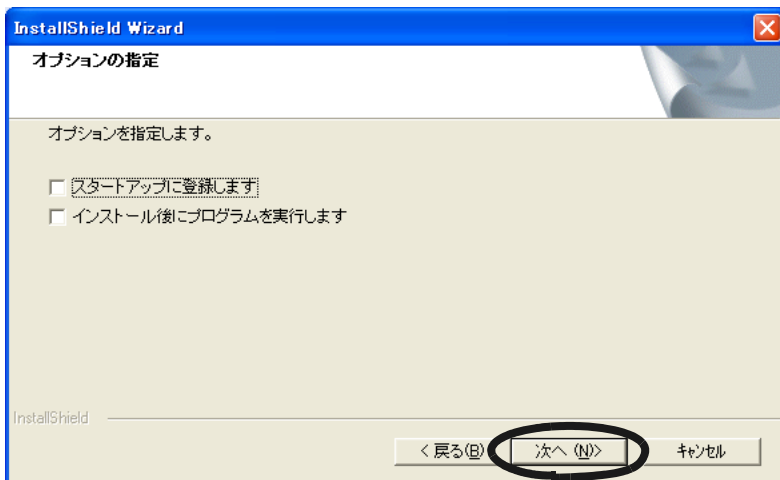 InstallShield Wizard
オプションの指定
オプションを指定します。
スタートアップに登録します
インストール後にプログラムを実行します
InstallShield
< 戻る(B)
次へ (N)>
キャンセル